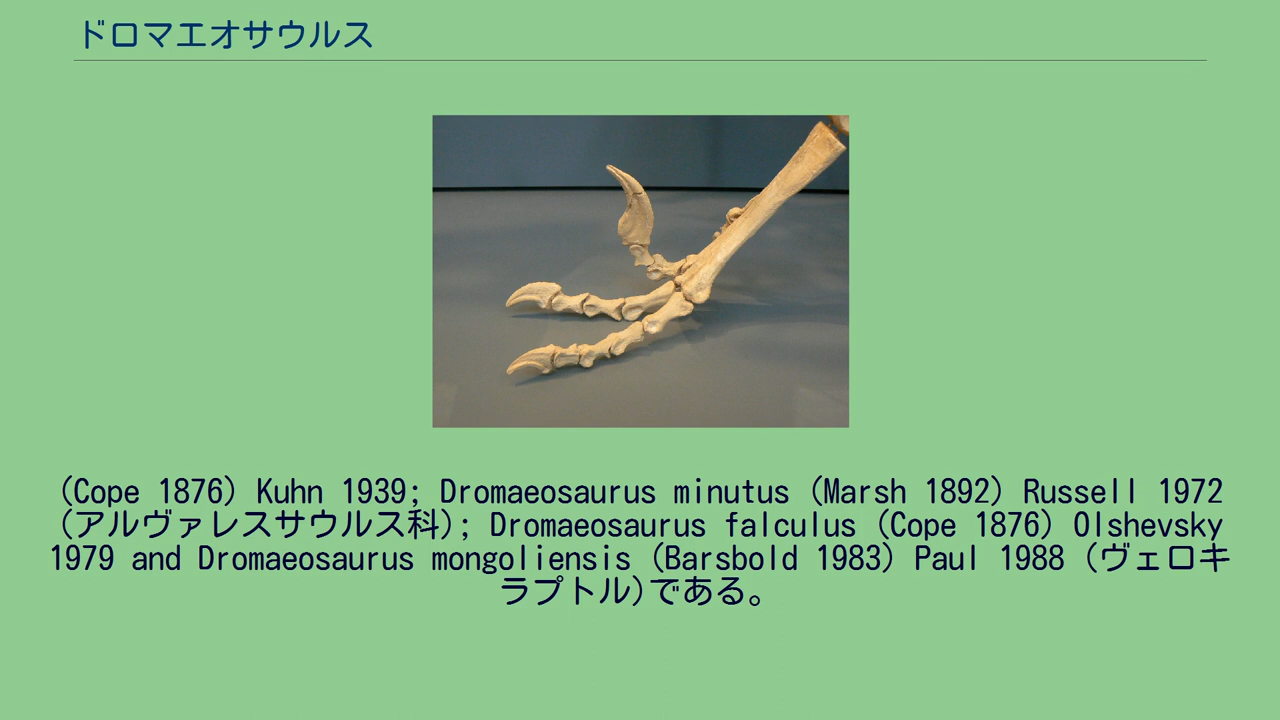 ドロマエオサウルス
(Cope 1876) Kuhn 1939; Dromaeosaurus minutus (Marsh 1892) Russell 1972
(アルヴァレスサウルス科); Dromaeosaurus falculus (Cope 1876) Olshevsky
1979 and Dromaeosaurus mongoliensis (Barsbold 1983) Paul 1988 (ヴェロキ
ラプトル)である。